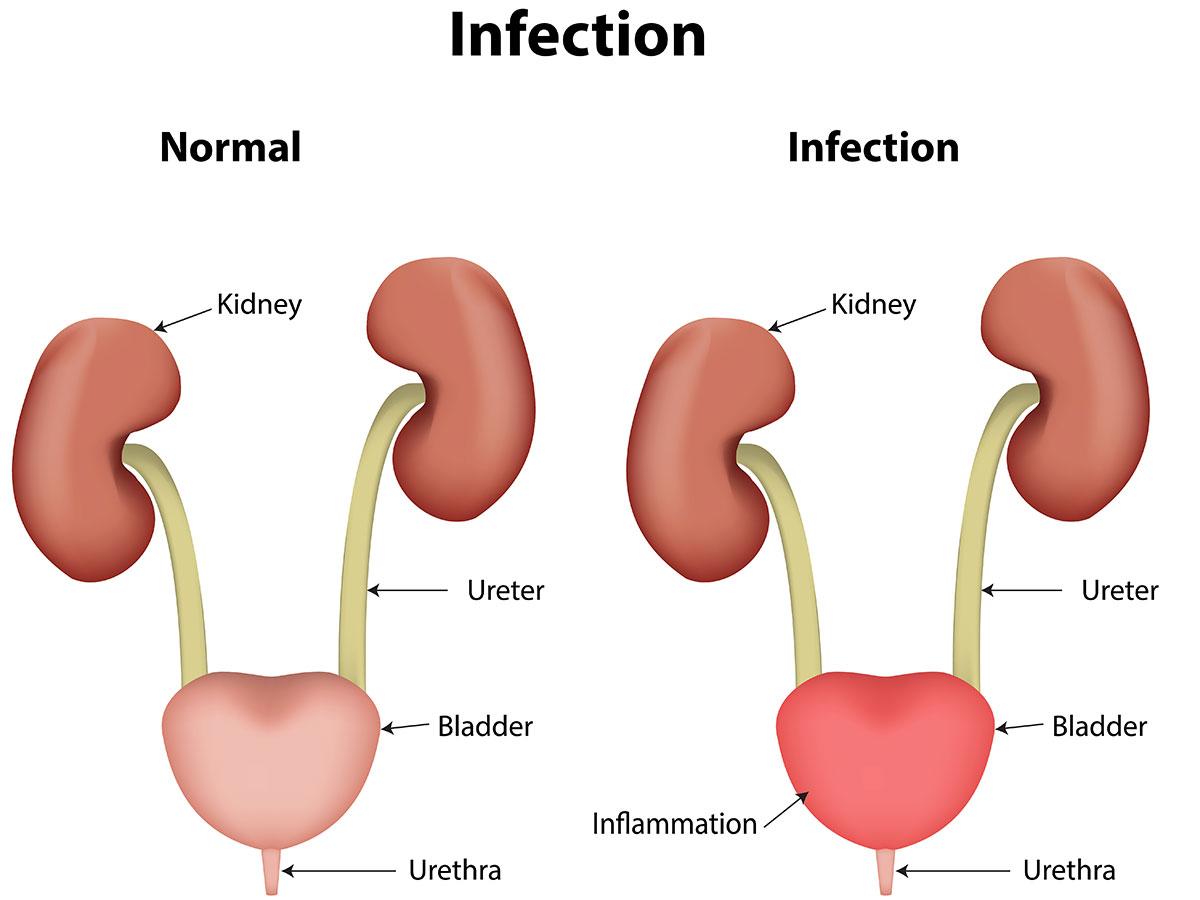 Infection
Normal
Kidney
Ureter
Bladder
Urethra
Infection
Kidney
Ureter
Bladder
Inflammation
Urethra